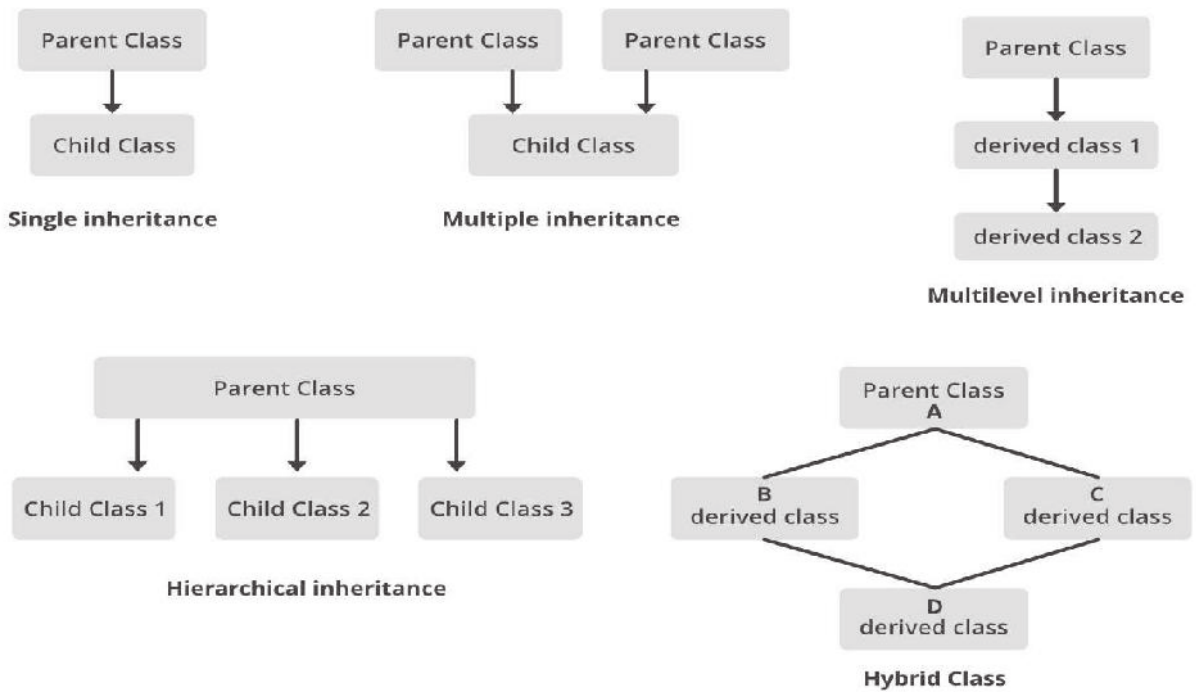 Parent Class
Child Class
Single inheritance
Parent Class
Parent Class
Child Class
Multiple inheritance
Parent Class
derived class 1
derived class 2
Multilevel inheritance
Parent Class
Child Class 1
Child Class 2
Child Class 3
Hierarchical inheritance
Parent Class
A
B
derived class
C
derived class
D
derived class
Hybrid Class